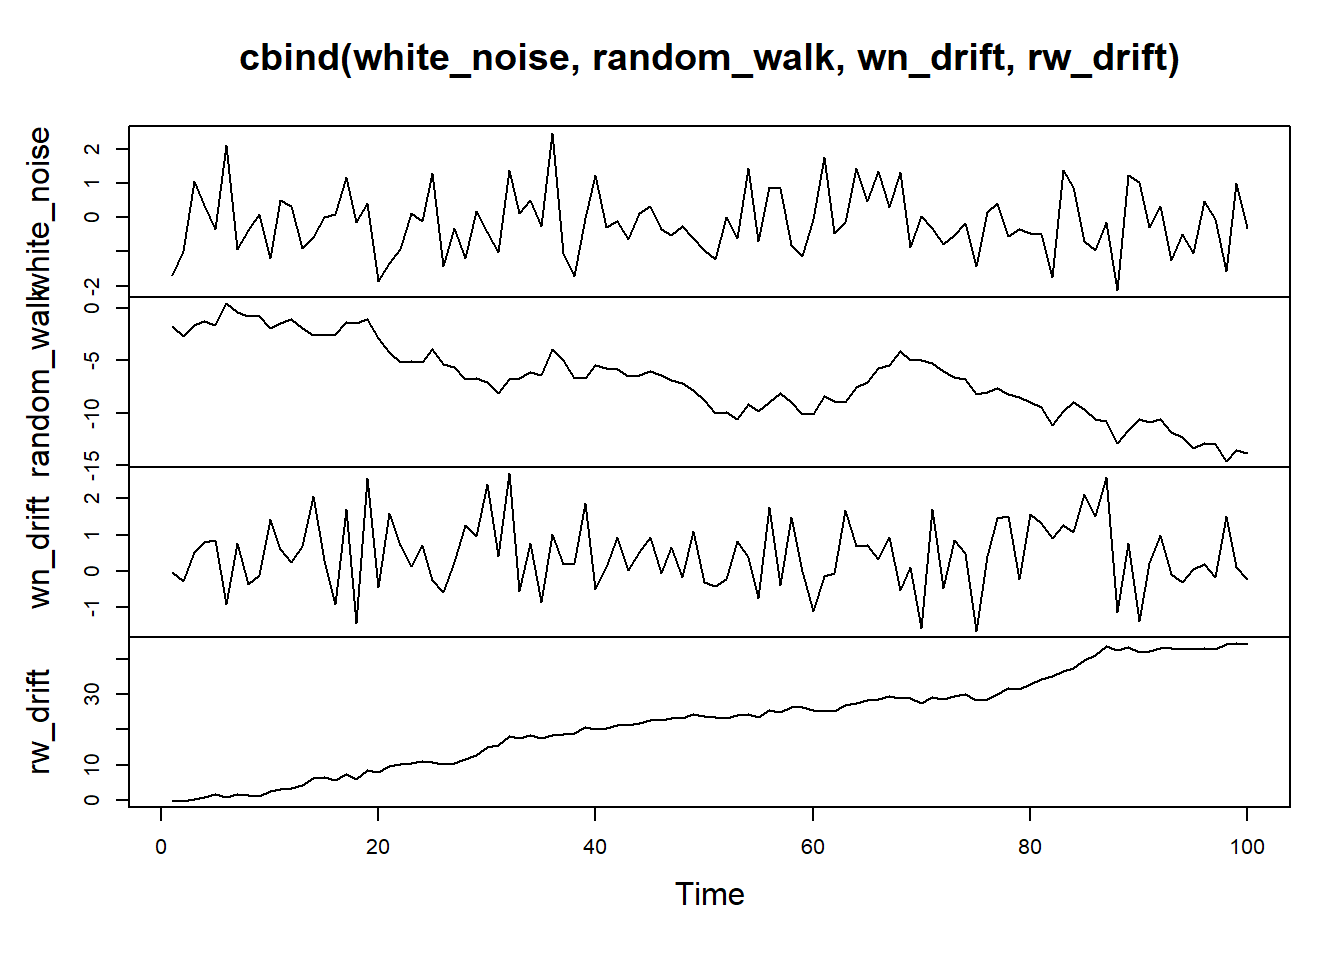 cbind(white_noise, random_walk, wn_drift, rw_drift)
white_noise
2
1
0
-2
random_walk
0
-5
-10
-15
wn_drift
2
1
0
-1
rw_drift
30
10
0
0 20 40 60 80 100
Time